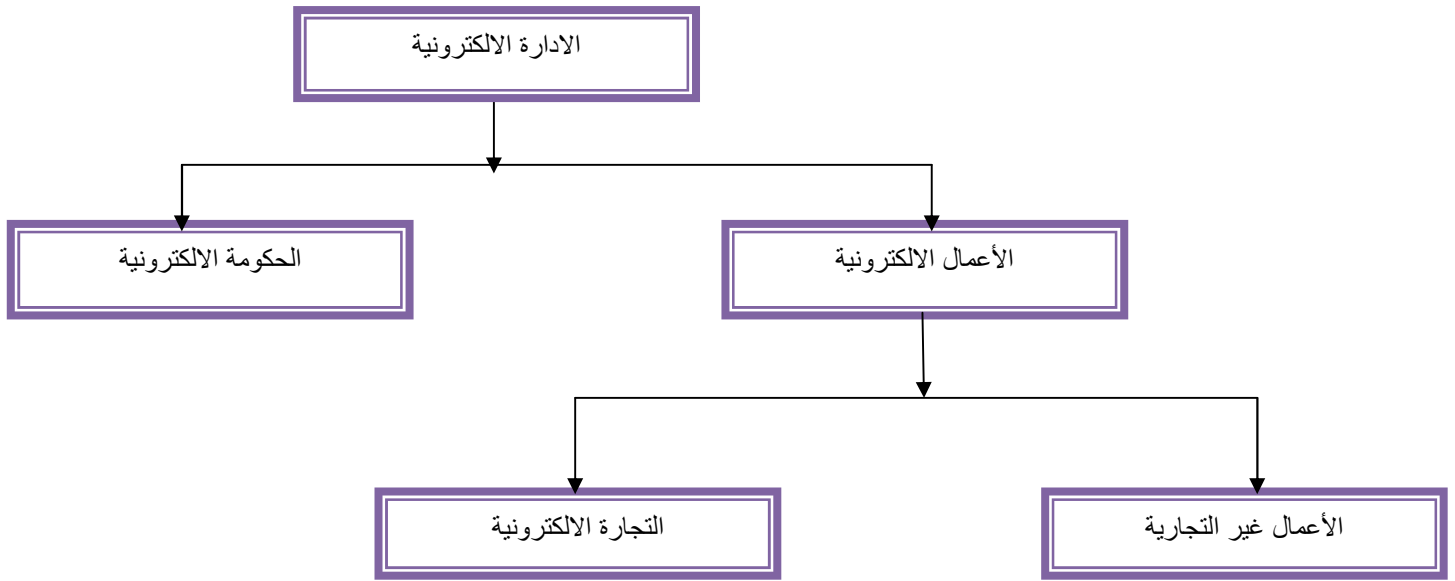 الادارة الالكترونية
الأعمال الالكترونية
الحكومة الالكترونية
الأعمال غير التجارية
التجارة الالكترونية